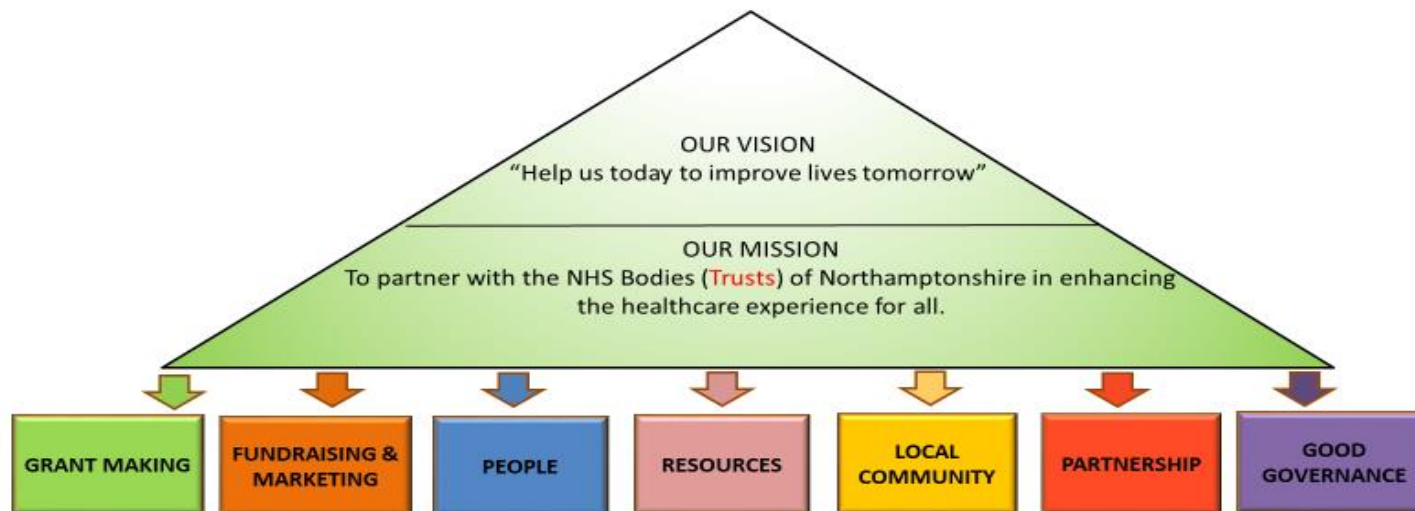 OUR VISION
“Help us today to improve lives tomorrow”
OUR MISSION
To partner with the NHS Bodies (Trusts) of Northamptonshire in enhancing
the healthcare experience for all.
GRANT MAKING
FUNDRAISING &
MARKETING
PEOPLE
RESOURCES
LOCAL
COMMUNITY
PARTNERSHIP
GOOD
GOVERNANCE